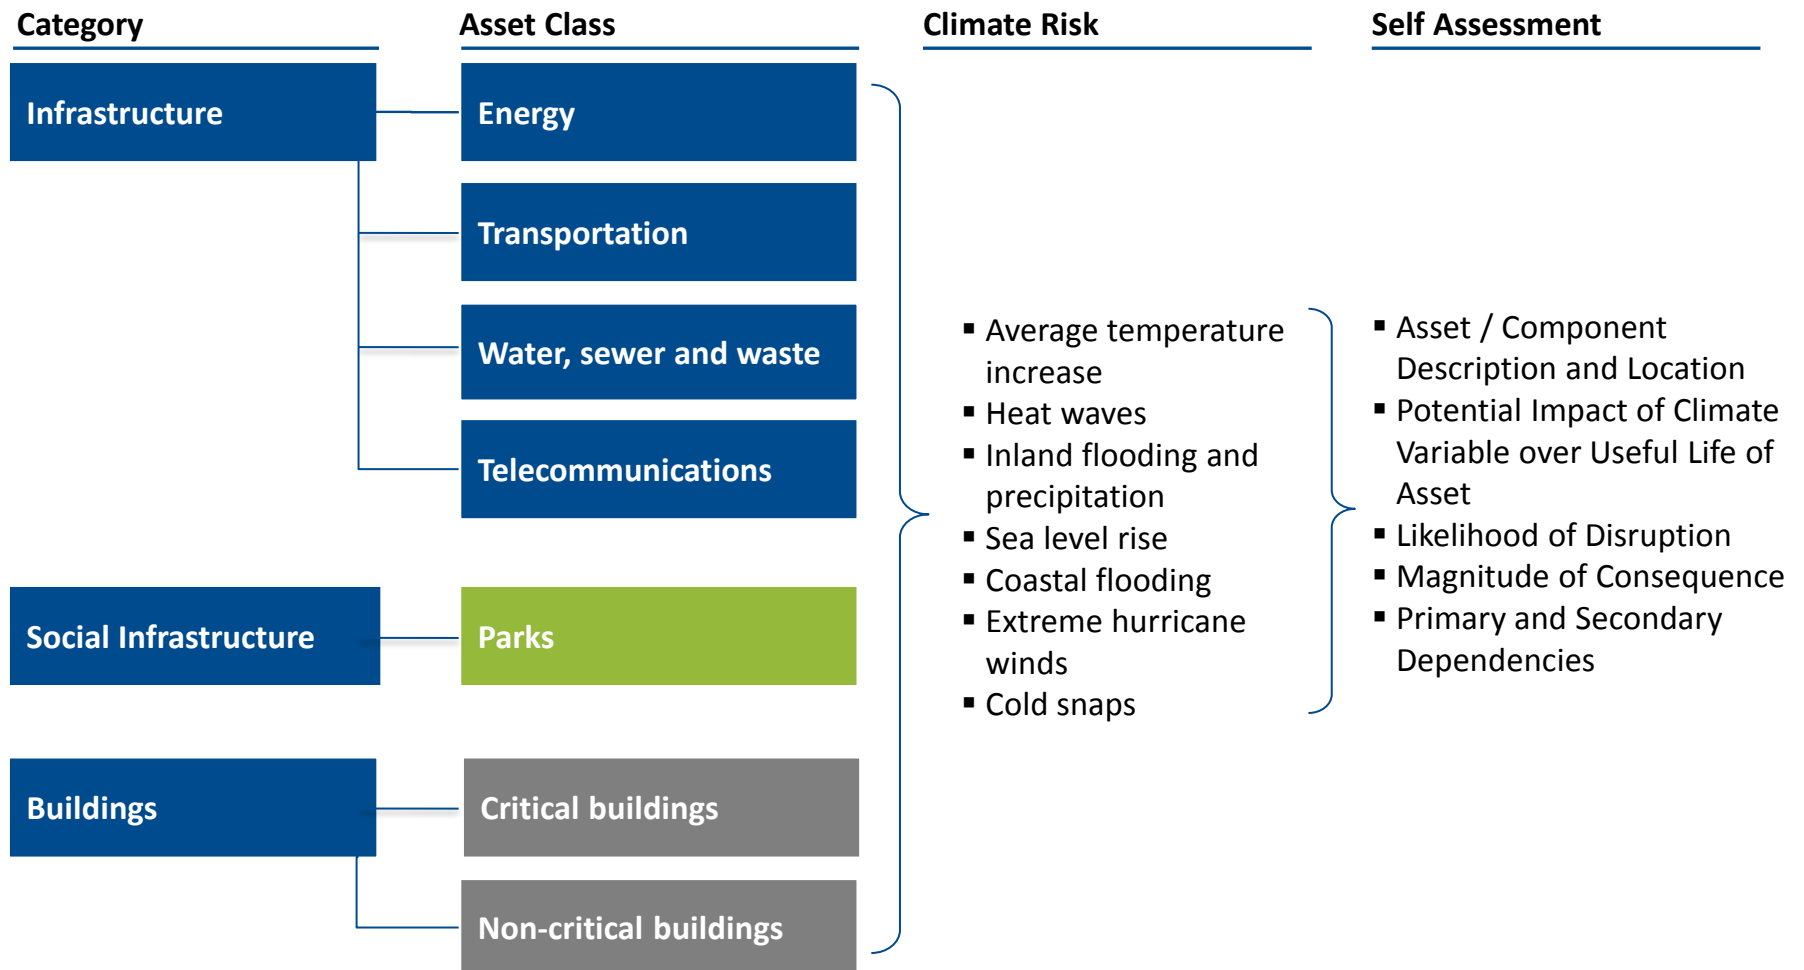 Category
Asset Class
Climate Risk
Self Assessment
Infrastructure
Energy
Transportation
Water, sewer and waste
Telecommunications
Social Infrastructure
Parks
Buildings
Critical buildings
Non-critical buildings
▪ Average temperature
increase
▪ Heat waves
▪ Inland flooding and
precipitation
▪ Sea level rise
▪ Coastal flooding
▪ Extreme hurricane
winds
▪ Cold snaps
▪ Asset / Component
Description and Location
▪ Potential Impact of Climate
Variable over Useful Life of
Asset
▪ Likelihood of Disruption
▪ Magnitude of Consequence
▪ Primary and Secondary
Dependencies